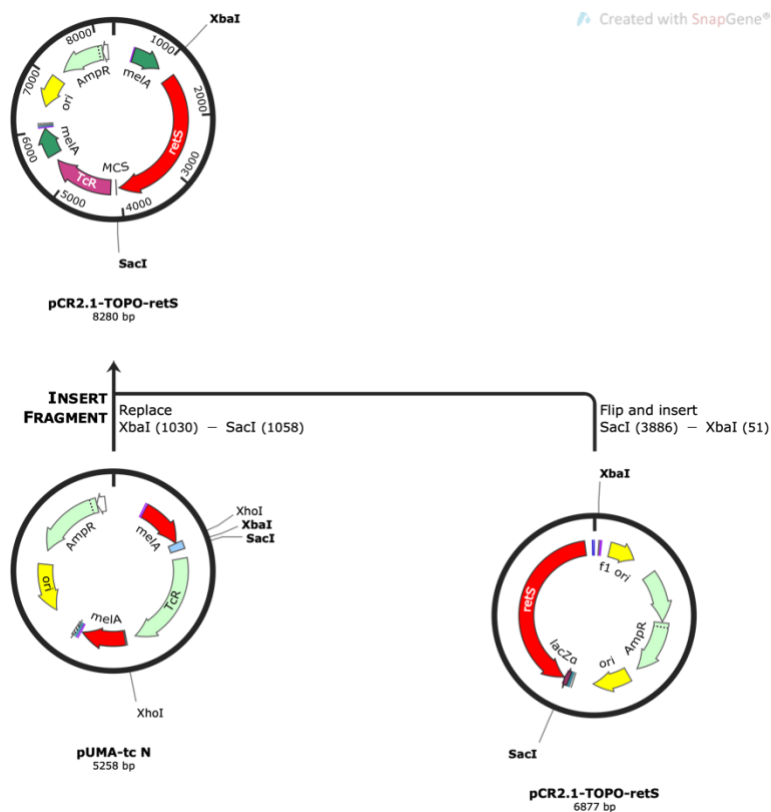 Created with SnapGene®
XbaI
8000
1000
AmpR
melA
7000
2000
ori
retS
melA
6000
MCS
3000
TcR
5000
4000
SacI
pCR2.1-TOPO-retS
8280 bp
INSERT
FRAGMENT
Replace
XbaI (1030) – SacI (1058)
Flip and insert
SacI (3886) – XbaI (51)
XhoI
XbaI
SacI
AmpR
melA
ori
TcR
melA
XhoI
pUMA-tc N
5258 bp
XbaI
f1 ori
retS
AmpR
lacZα
ori
SacI
pCR2.1-TOPO-retS
6877 bp